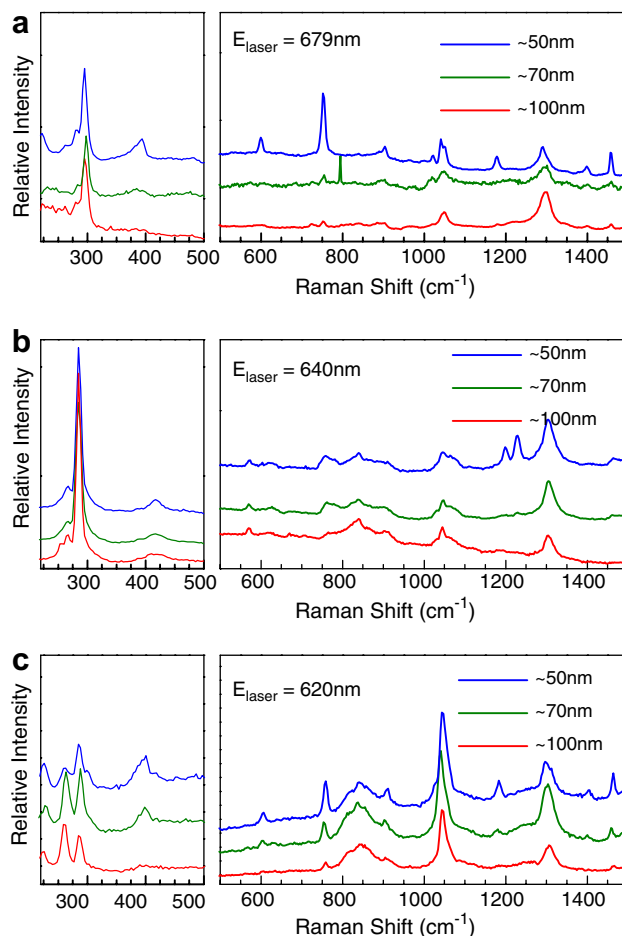 a
Relative Intensity
E_laser = 679nm
~50nm
~70nm
~100nm
300 400 500
600 800 1000 1200 1400
Raman Shift (cm⁻¹)
b
Relative Intensity
E_laser = 640nm
~50nm
~70nm
~100nm
300 400 500
600 800 1000 1200 1400
Raman Shift (cm⁻¹)
c
Relative Intensity
E_laser = 620nm
~50nm
~70nm
~100nm
300 400 500
600 800 1000 1200 1400
Raman Shift (cm⁻¹)